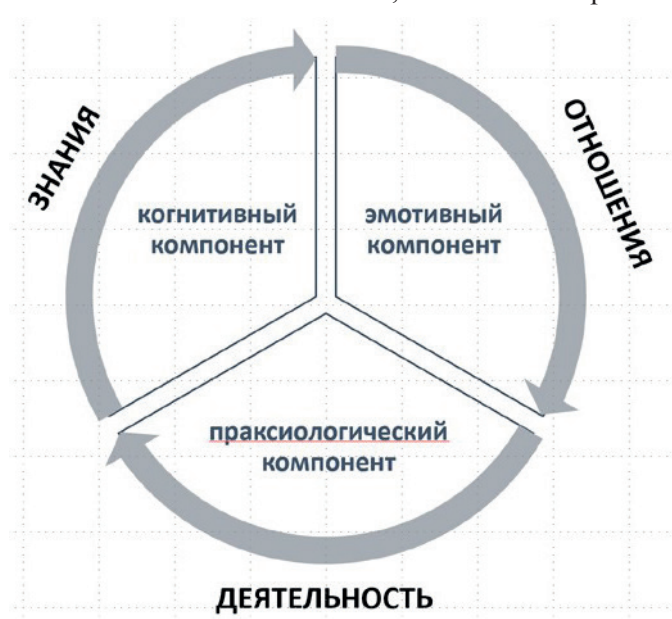 ЗНАНИЯ
ОТНОШЕНИЯ
когнитивный
компонент
эмотивный
компонент
праксиологический
компонент
ДЕЯТЕЛЬНОСТЬ